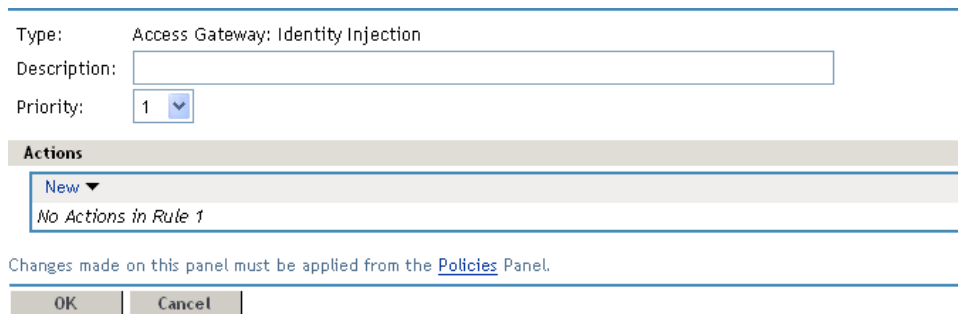 Type: Access Gateway: Identity Injection
Description:
Priority: 1
Actions
New
No Actions in Rule 1
Changes made on this panel must be applied from the Policies Panel.
OK Cancel